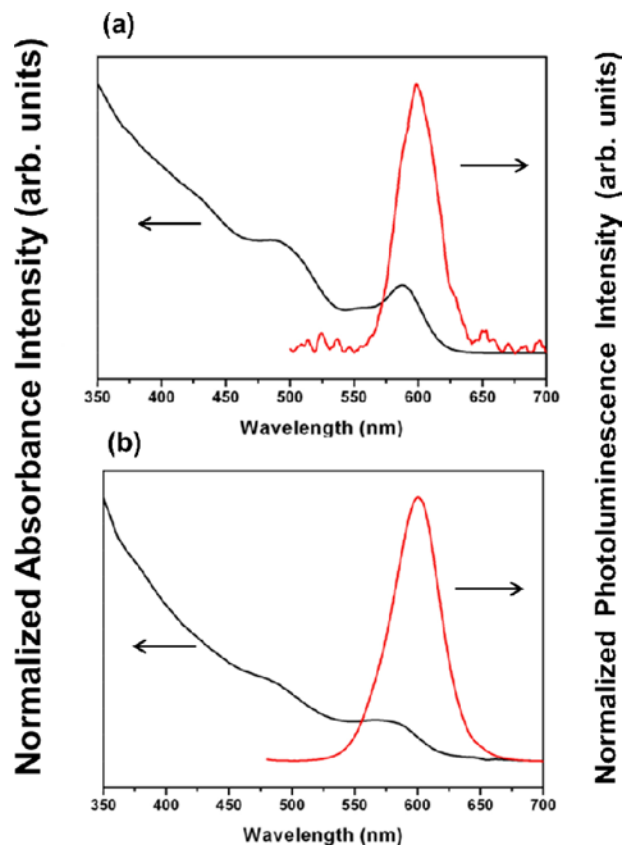 (a)
Normalized Absorbance Intensity (arb. units)
Normalized Photoluminescence Intensity (arb. units)
350 400 450 500 550 600 650 700
Wavelength (nm)
(b)
350 400 450 500 550 600 650 700
Wavelength (nm)